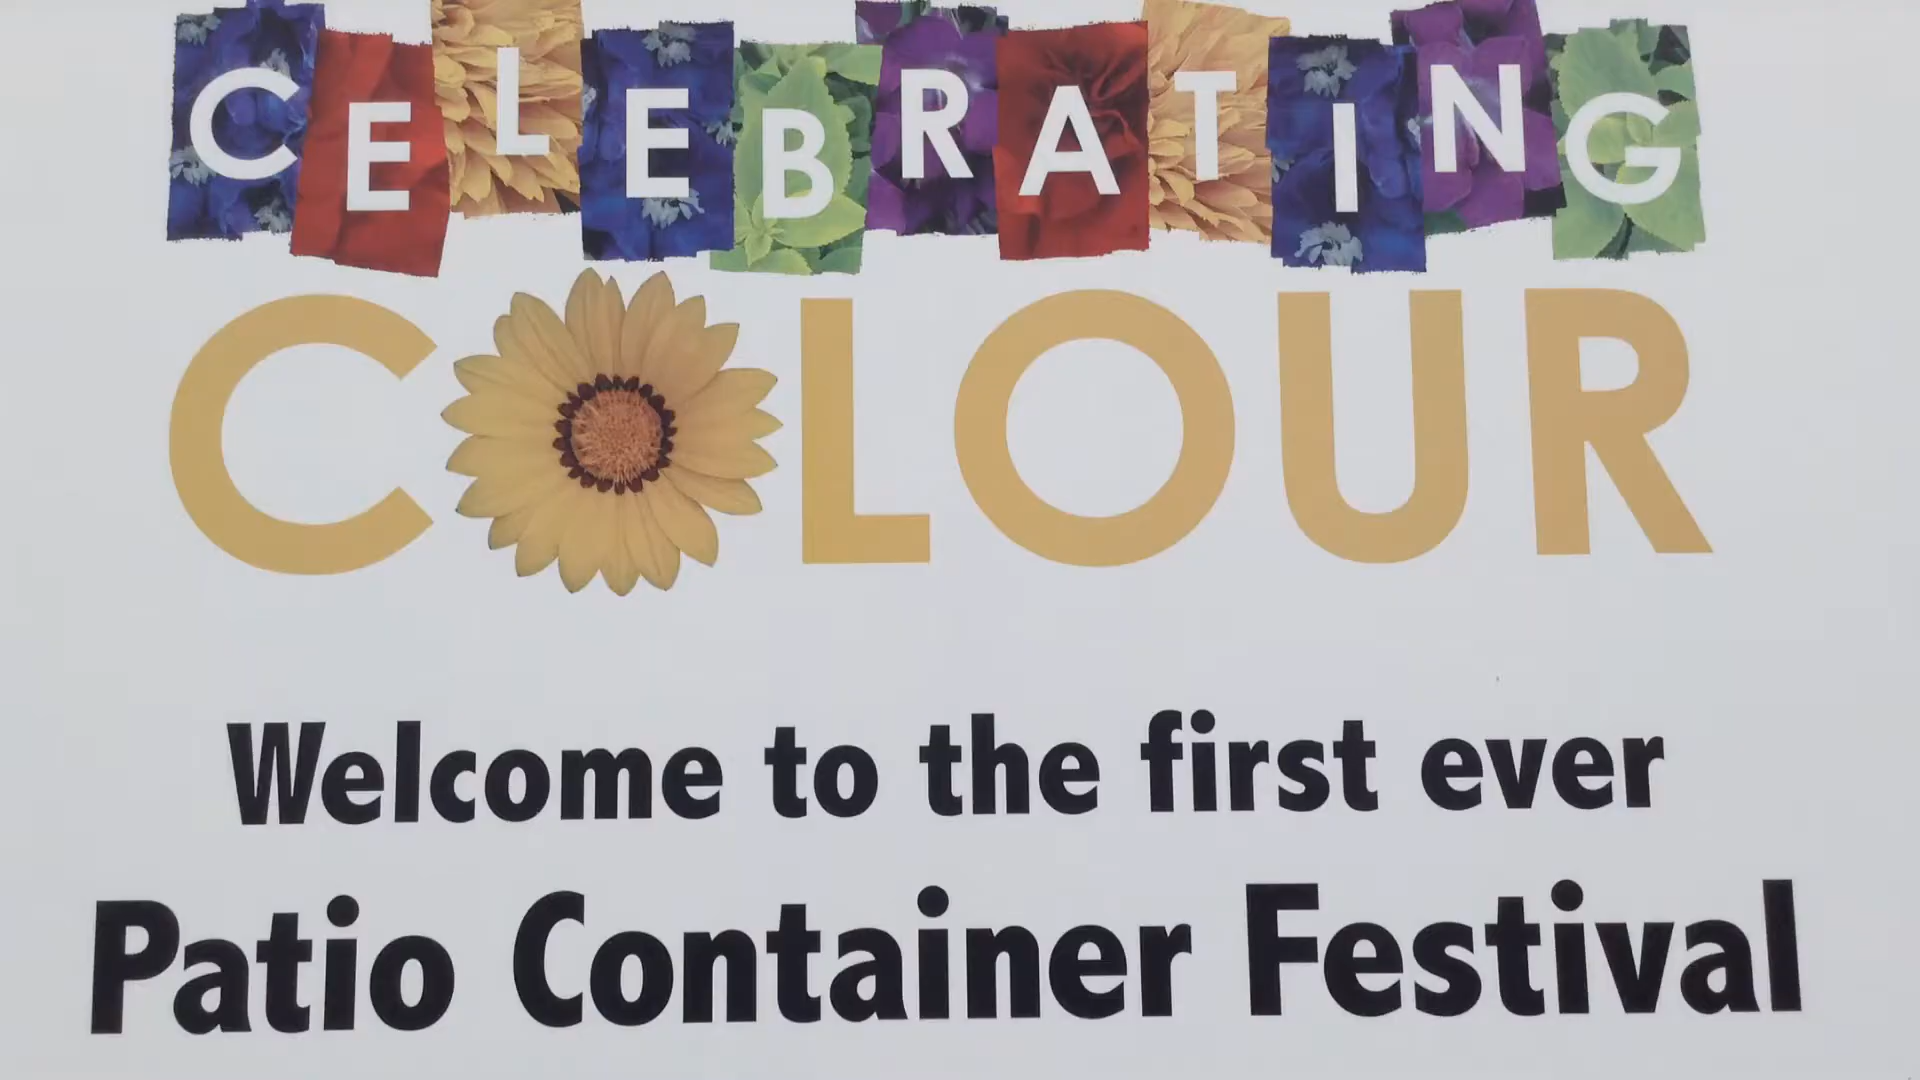 CELEBRATING
COLOUR
Welcome to the first ever
Patio Container Festival